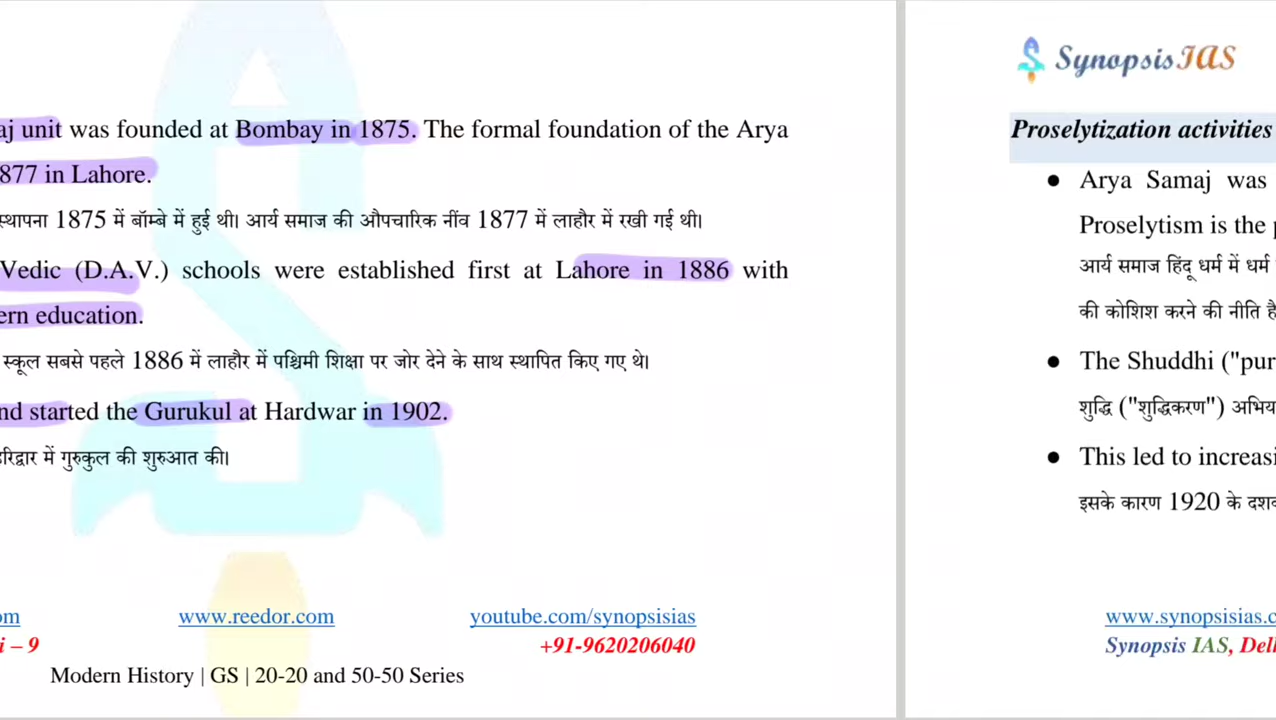 aj unit was founded at Bombay in 1875. The formal foundation of the Arya
877 in Lahore.
स्थापना 1875 में बॉम्बे में हुई थी। आर्य समाज की औपचारिक नींव 1877 में लाहौर में रखी गई थी।
Vedic (D.A.V.) schools were established first at Lahore in 1886 with
ern education.
स्कूल सबसे पहले 1886 में लाहौर में पश्चिमी शिक्षा पर जोर देने के साथ स्थापित किए गए थे।
nd started the Gurukul at Hardwar in 1902.
हरिद्वार में गुरुकुल की शुरुआत की।
om www.reedor.com youtube.com/synopsisias
i – 9 +91-9620206040
Modern History | GS | 20-20 and 50-50 Series
SynopsisIAS
Proselytization activities
● Arya Samaj was
Proselytism is the p
आर्य समाज हिंदू धर्म में धर्म
की कोशिश करने की नीति है
● The Shuddhi ("pur
शुद्धि ("शुद्धिकरण") अभिय
● This led to increasi
इसके कारण 1920 के दशक
www.synopsisias.c
Synopsis IAS, Delh